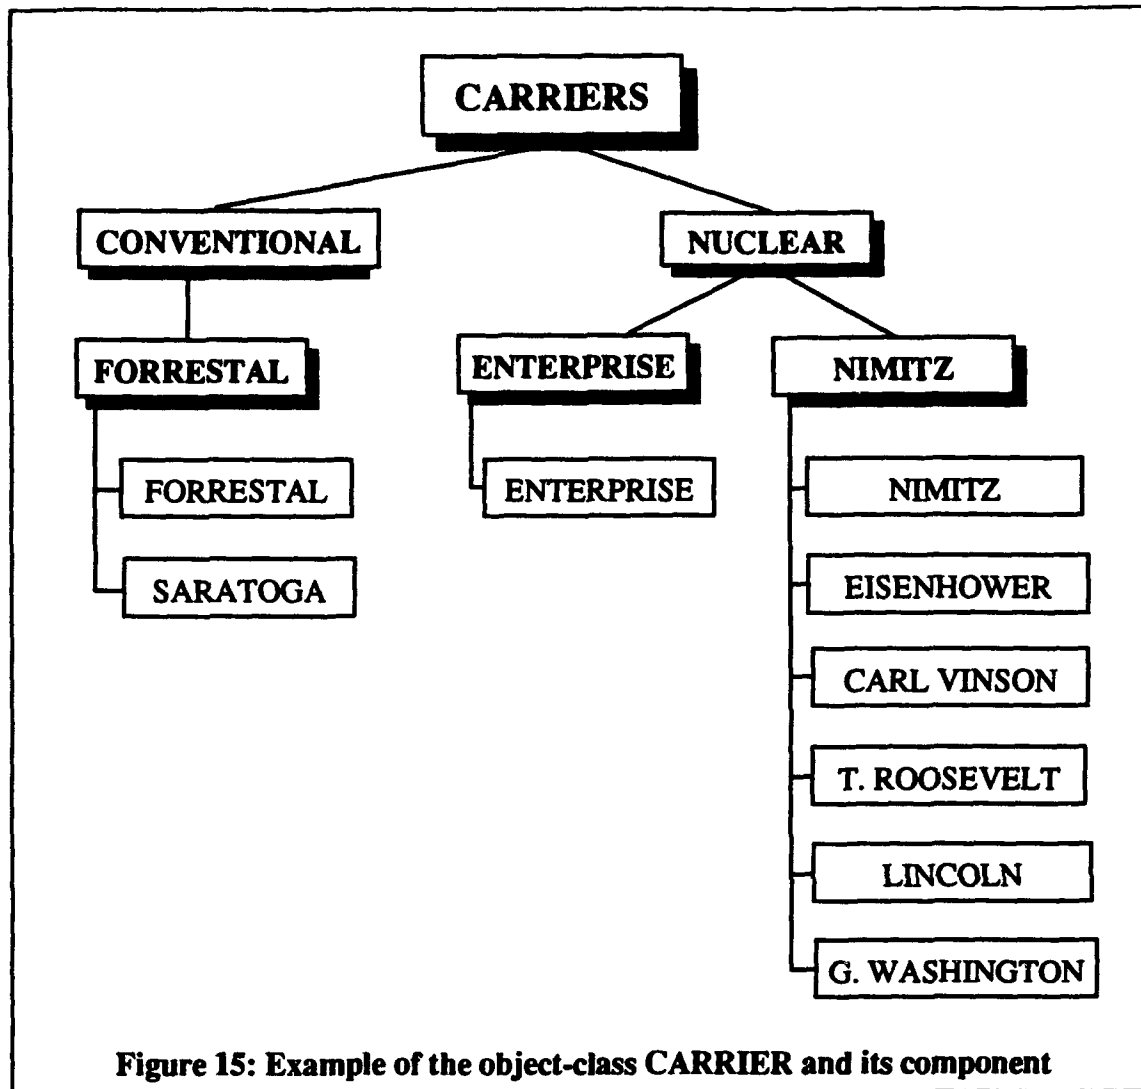 CARRIERS
CONVENTIONAL
NUCLEAR
FORRESTAL
ENTERPRISE
NIMITZ
FORRESTAL
ENTERPRISE
NIMITZ
SARATOGA
EISENHOWER
CARL VINSON
T. ROOSEVELT
LINCOLN
G. WASHINGTON
Figure 15: Example of the object-class CARRIER and its component